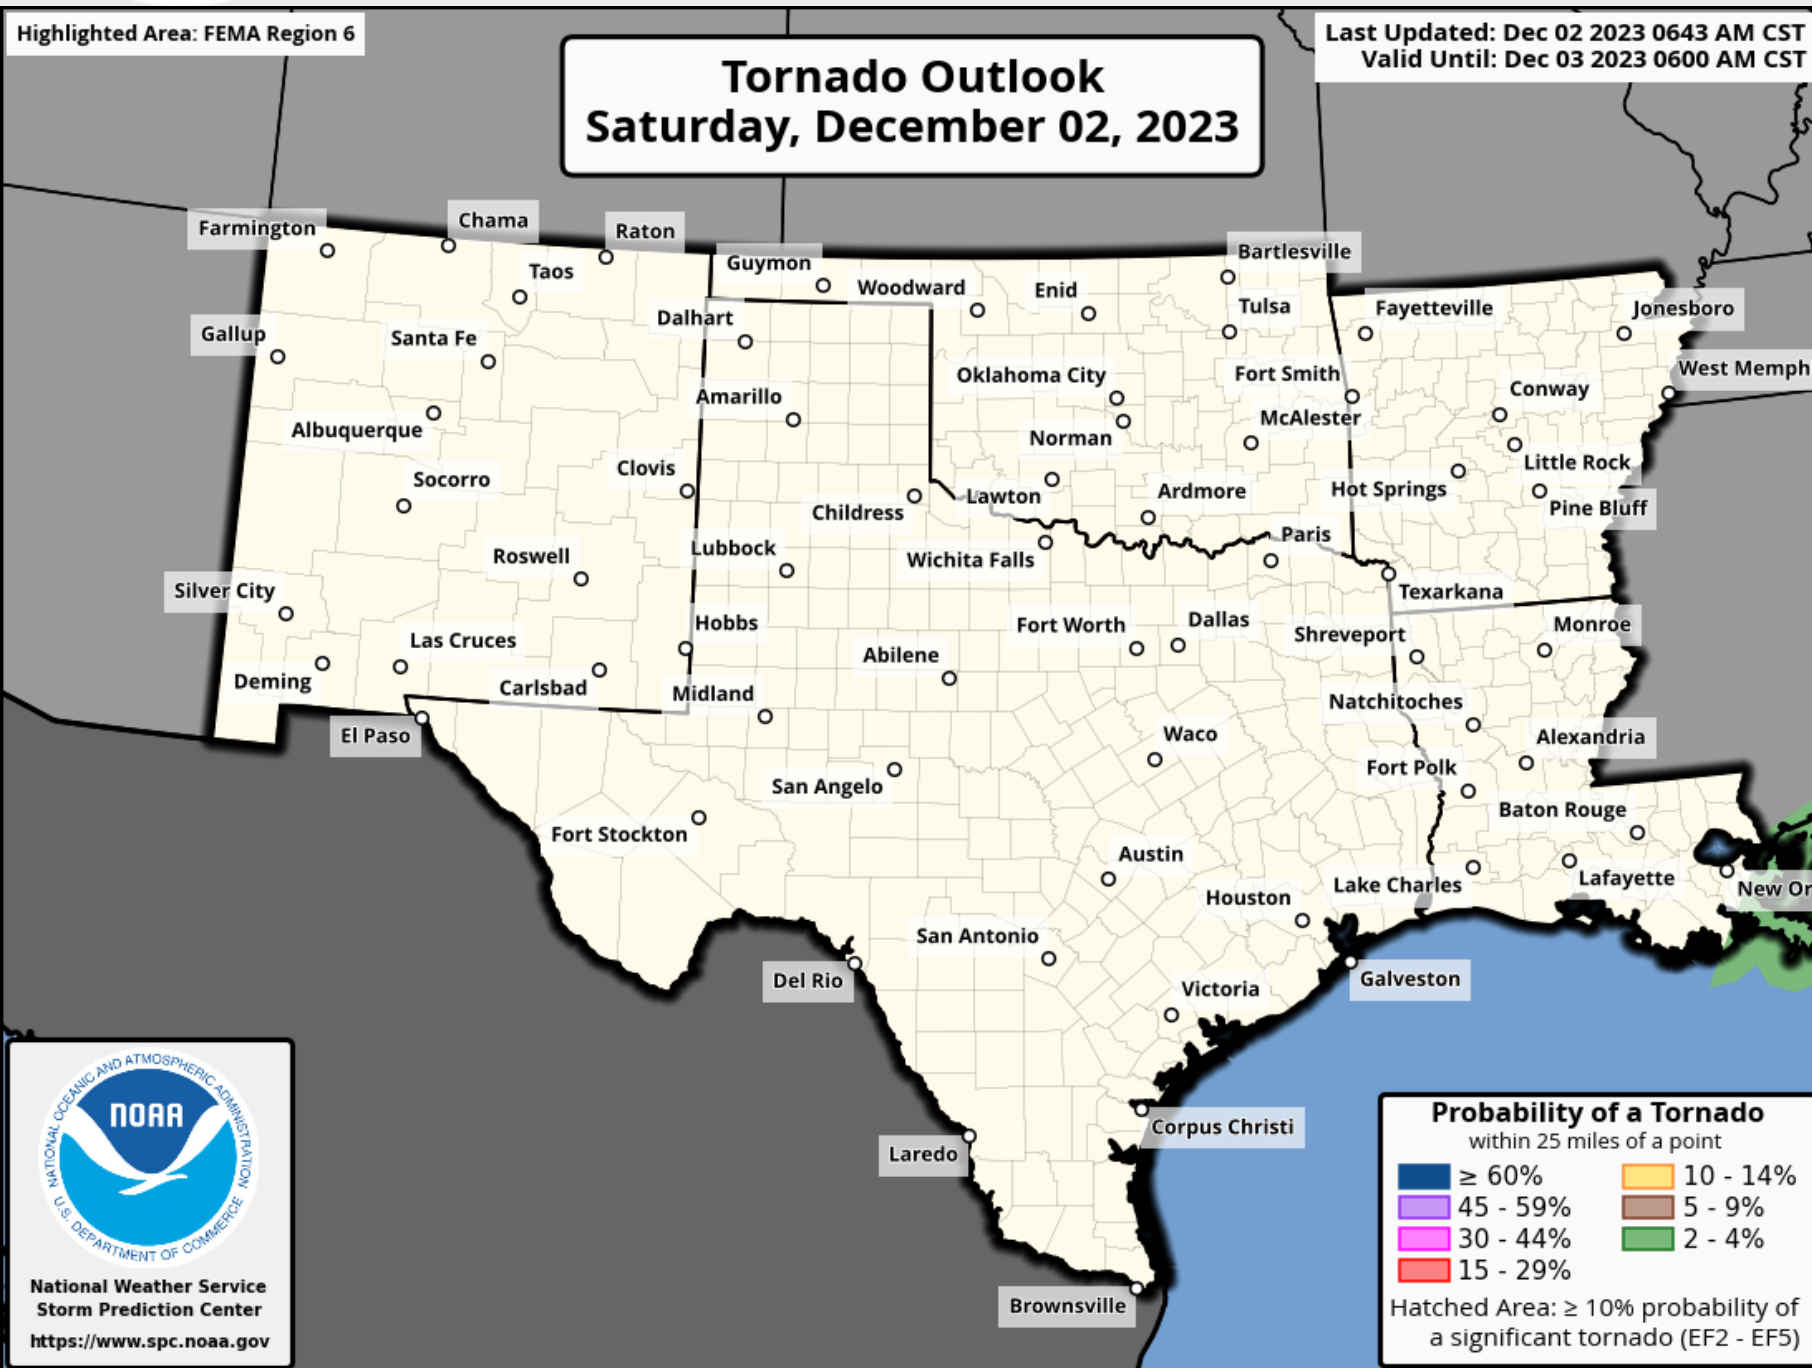 Highlighted Area: FEMA Region 6
Last Updated: Dec 02 2023 0643 AM CST
Valid Until: Dec 03 2023 0600 AM CST
Tornado Outlook
Saturday, December 02, 2023
Farmington
Chama
Raton
Taos
Guymon
Woodward
Enid
Bartlesville
Tulsa
Fayetteville
Jonesboro
Gallup
Santa Fe
Dalhart
Oklahoma City
Fort Smith
Conway
West Memph
Amarillo
Albuquerque
McAlester
Norman
Little Rock
Socorro
Clovis
Childress
Lawton
Ardmore
Hot Springs
Pine Bluff
Roswell
Lubbock
Wichita Falls
Paris
Texarkana
Silver City
Las Cruces
Hobbs
Fort Worth
Dallas
Shreveport
Monroe
Deming
Carlsbad
Midland
Abilene
Natchitoches
El Paso
Waco
Alexandria
San Angelo
Fort Polk
Fort Stockton
Baton Rouge
Austin
Houston
Lake Charles
Lafayette
New Or
San Antonio
Del Rio
Victoria
Galveston
Corpus Christi
Laredo
Brownsville
NATIONAL OCEANIC AND ATMOSPHERIC ADMINISTRATION
NOAA
U.S. DEPARTMENT OF COMMERCE
National Weather Service
Storm Prediction Center
https://www.spc.noaa.gov
Probability of a Tornado
within 25 miles of a point
≥ 60%
10 - 14%
45 - 59%
5 - 9%
30 - 44%
2 - 4%
15 - 29%
Hatched Area: ≥ 10% probability of
a significant tornado (EF2 - EF5)